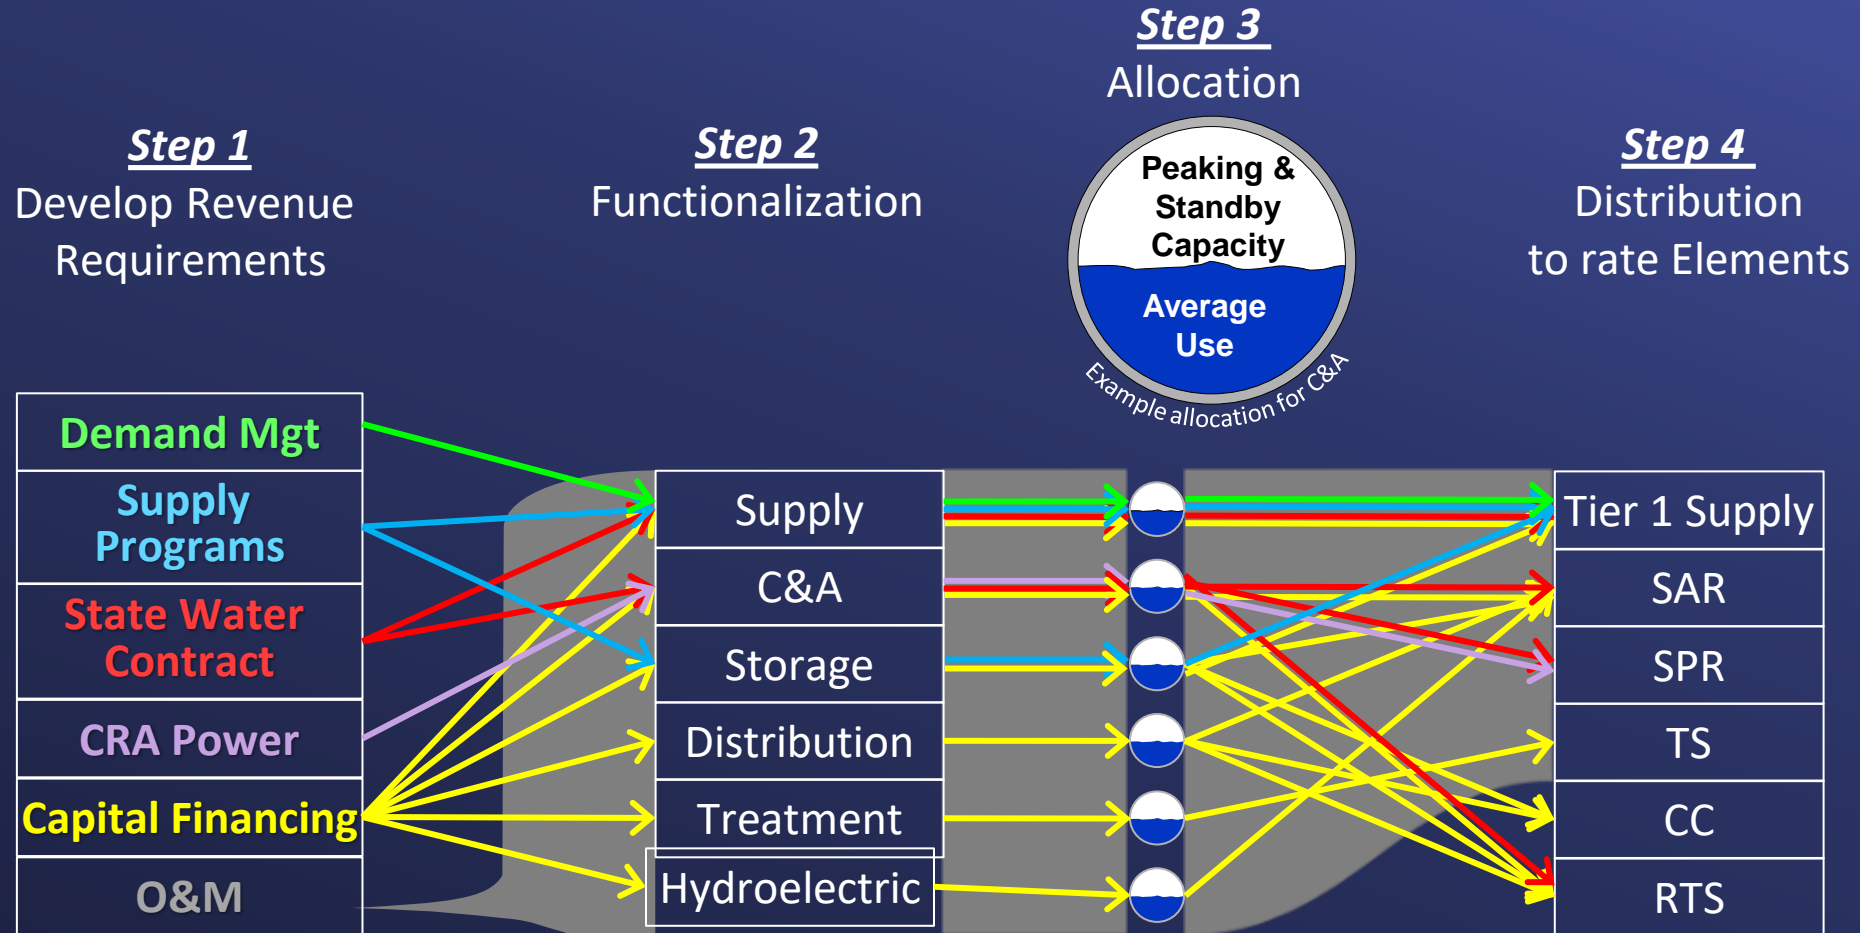 Step 1
Develop Revenue
Requirements
Step 2
Functionalization
Step 3
Allocation
Peaking &
Standby
Capacity
Average
Use
Example allocation for C&A
Step 4
Distribution
to rate Elements
Demand Mgt
Supply
Programs
State Water
Contract
CRA Power
Capital Financing
O&M
Supply
C&A
Storage
Distribution
Treatment
Hydroelectric
Tier 1 Supply
SAR
SPR
TS
CC
RTS